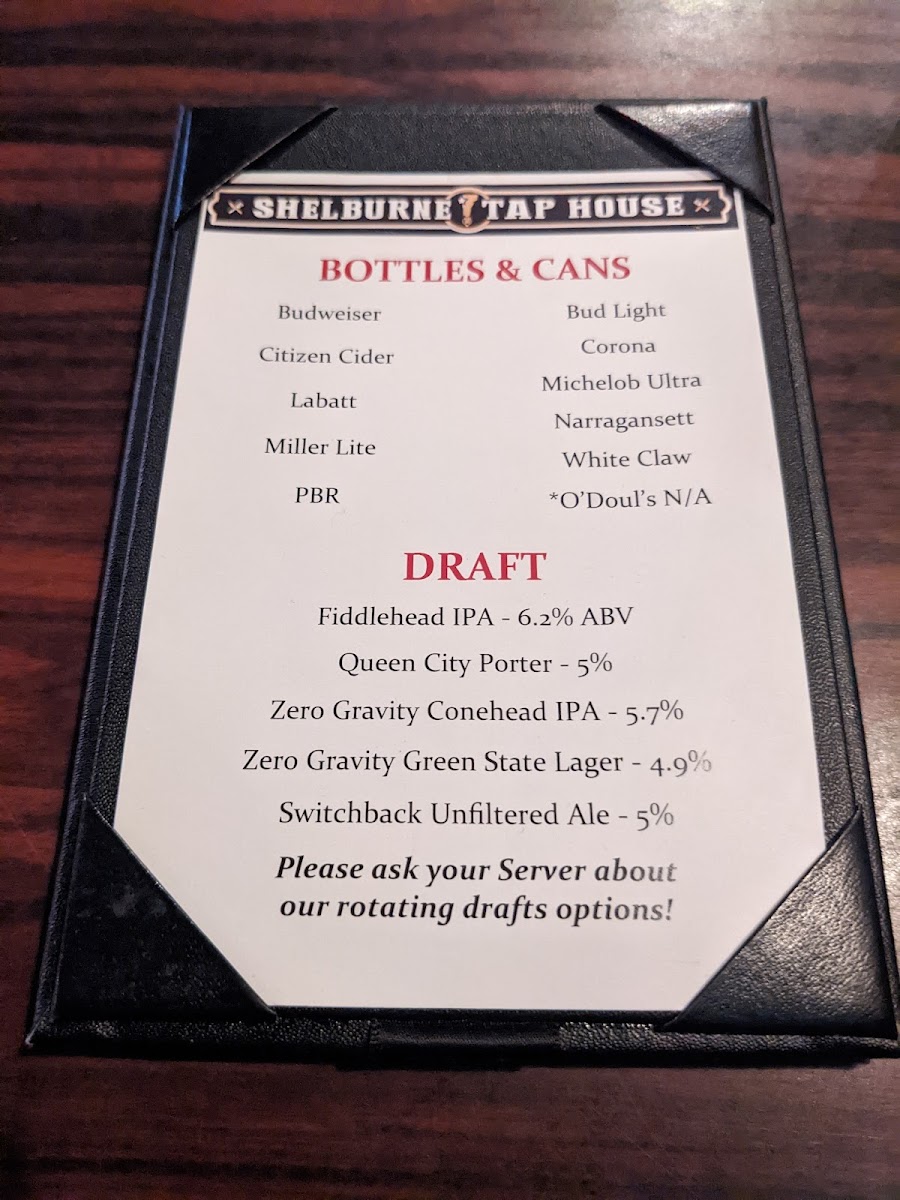 SHELBURNE TAP HOUSE
BOTTLES & CANS
Budweiser
Citizen Cider
Labatt
Miller Lite
PBR
Bud Light
Corona
Michelob Ultra
Narragansett
White Claw
*O'Doul's N/A
DRAFT
Fiddlehead IPA - 6.2% ABV
Queen City Porter - 5%
Zero Gravity Conehead IPA - 5.7%
Zero Gravity Green State Lager - 4.9%
Switchback Unfiltered Ale - 5%
Please ask your Server about
our rotating drafts options!